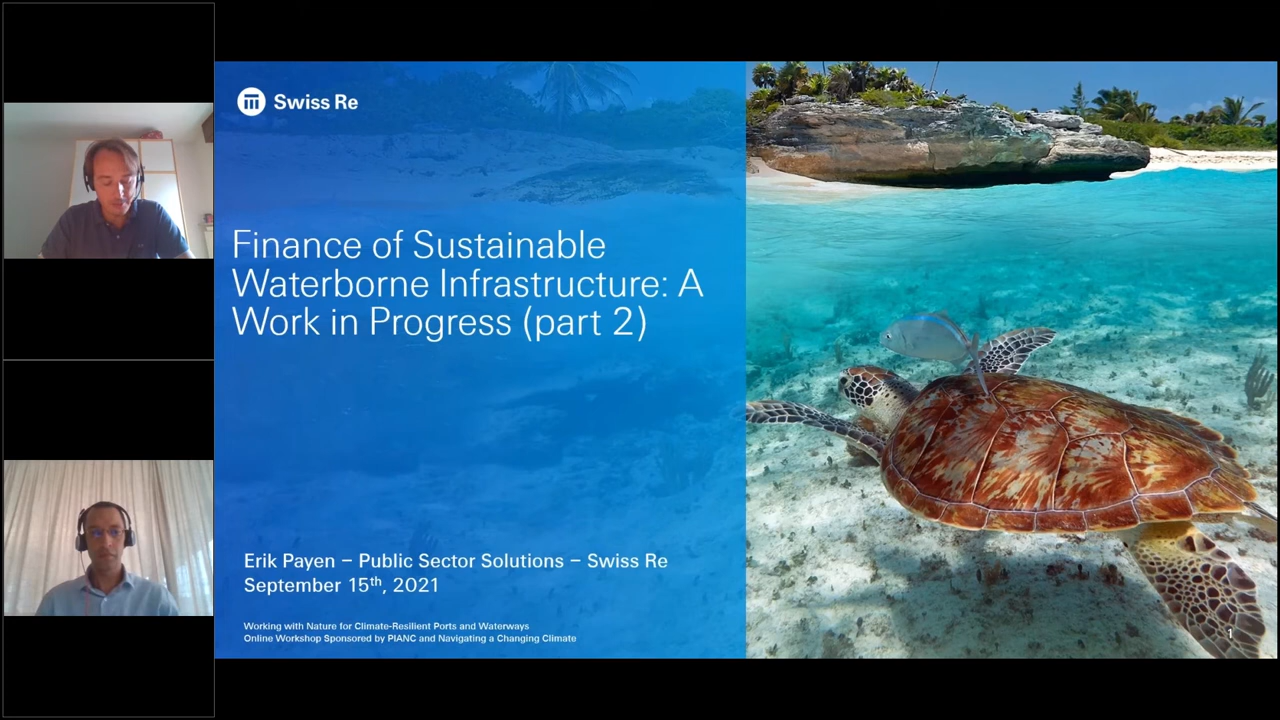 Swiss Re
Finance of Sustainable
Waterborne Infrastructure: A
Work in Progress (part 2)
Erik Payen – Public Sector Solutions – Swiss Re
September 15th, 2021
Working with Nature for Climate-Resilient Ports and Waterways
Online Workshop Sponsored by PIANC and Navigating a Changing Climate
1